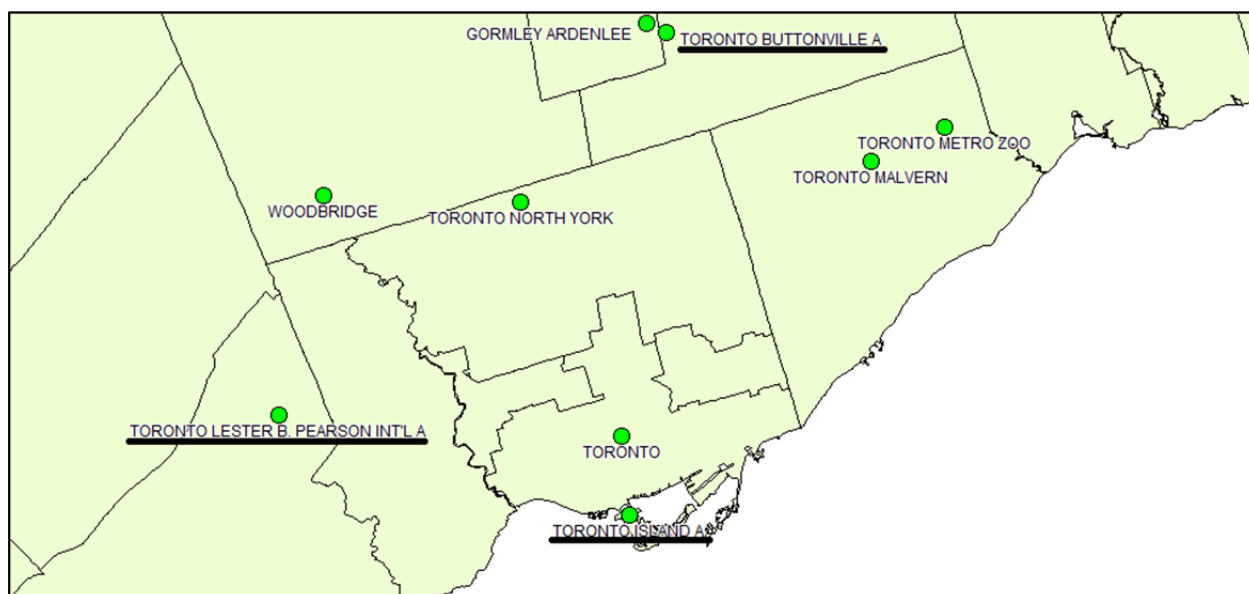 GORMLEY ARDENLEE
TORONTO BUTTONVILLE A
TORONTO METRO ZOO
TORONTO MALVERN
WOODBRIDGE
TORONTO NORTH YORK
TORONTO LESTER B. PEARSON INT'L A
TORONTO
TORONTO ISLAND A